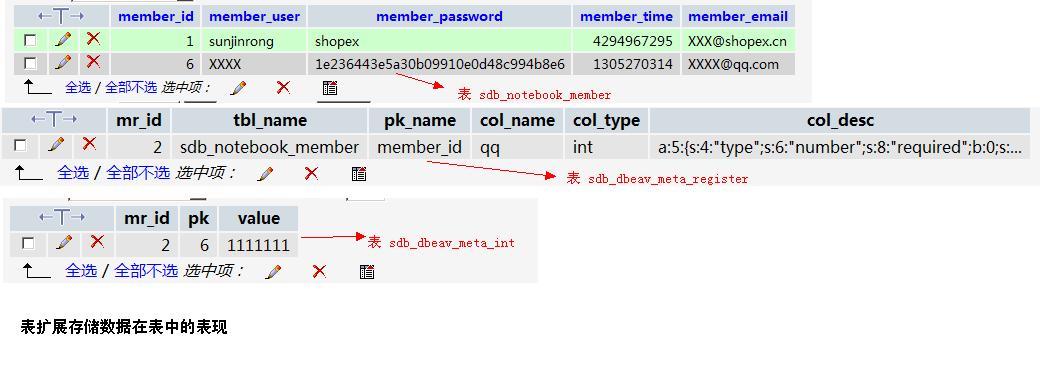 ←T→ member_id member_user member_password member_time member_email
1 sunjinrong shopex 4294967295 XXX@shopex.cn
6 XXXX 1e236443e5a30b09910e0d48c994b8e6 1305270314 XXXX@qq.com
全选 / 全部不选 选中项：
表 sdb_notebook_member
←T→ mr_id tbl_name pk_name col_name col_type col_desc
2 sdb_notebook_member member_id qq int a:5:{s:4:"type";s:6:"number";s:8:"required";b:0;s:...
全选 / 全部不选 选中项：
表 sdb_dbeav_meta_register
←T→ mr_id pk value
2 6 1111111
表 sdb_dbeav_meta_int
全选 / 全部不选 选中项：
表扩展存储数据在表中的表现